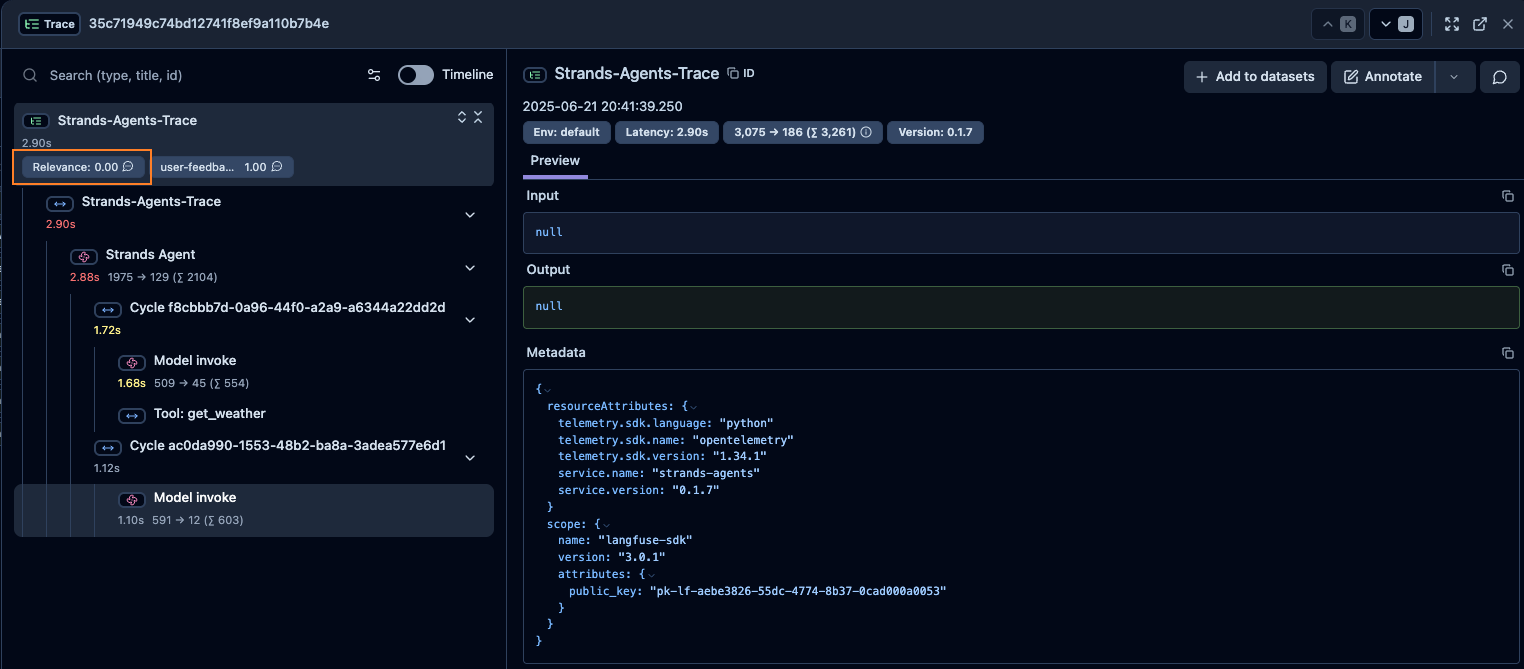 Trace 35c71949c74bd12741f8ef9a110b7b4e
K
J
Search (type, title, id)
Timeline
Strands-Agents-Trace
2.90s
Relevance: 0.00
user-feedba... 1.00
Strands-Agents-Trace
2.90s
Strands Agent
2.88s 1975 → 129 (∑ 2104)
Cycle f8cbbb7d-0a96-44f0-a2a9-a6344a22dd2d
1.72s
Model invoke
1.68s 509 → 45 (∑ 554)
Tool: get_weather
Cycle ac0da990-1553-48b2-ba8a-3adea577e6d1
1.12s
Model invoke
1.10s 591 → 12 (∑ 603)
Strands-Agents-Trace ID
Add to datasets
Annotate
2025-06-21 20:41:39.250
Env: default
Latency: 2.90s
3,075 → 186 (∑ 3,261)
Version: 0.1.7
Preview
Input
null
Output
null
Metadata
{
resourceAttributes: {
telemetry.sdk.language: "python"
telemetry.sdk.name: "opentelemetry"
telemetry.sdk.version: "1.34.1"
service.name: "strands-agents"
service.version: "0.1.7"
}
scope: {
name: "langfuse-sdk"
version: "3.0.1"
attributes: {
public_key: "pk-lf-aebe3826-55dc-4774-8b37-0cad000a0053"
}
}
}